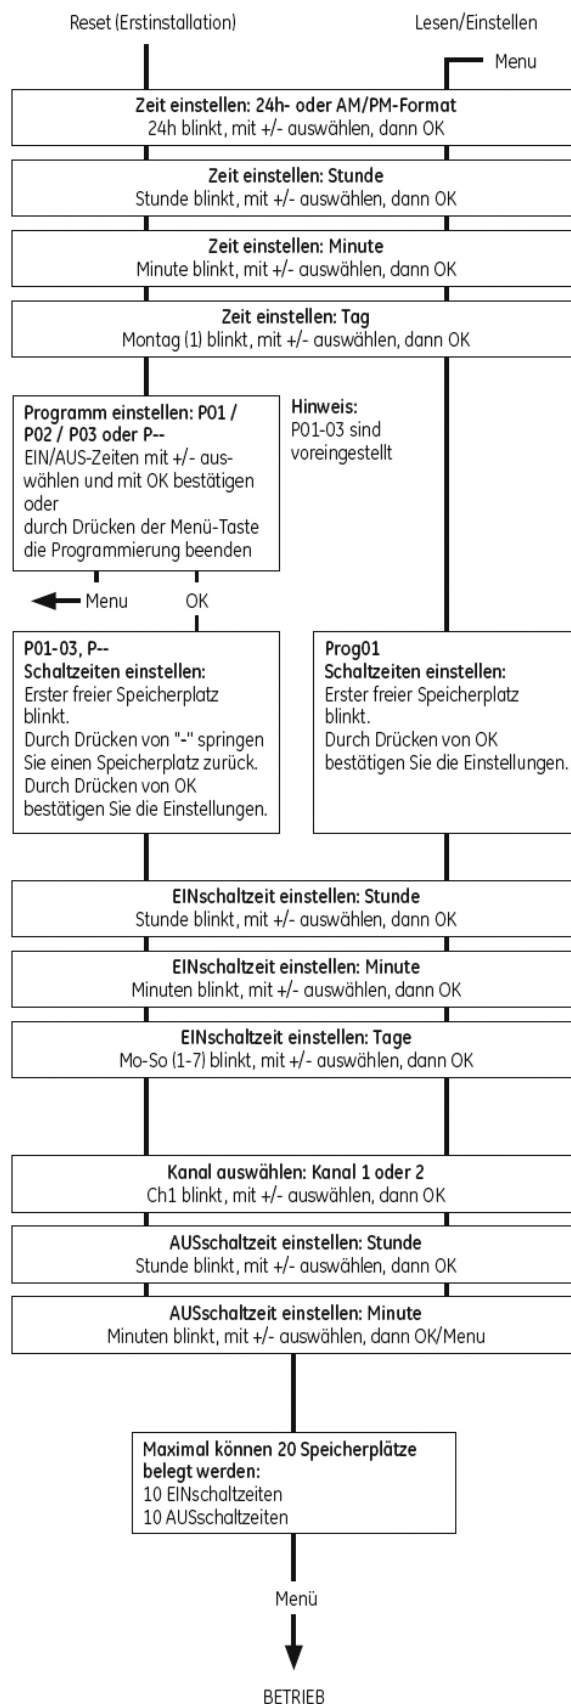 Reset (Erstinstallation)
Lesen/Einstellen
Menu
Zeit einstellen: 24h- oder AM/PM-Format
24h blinkt, mit +/- auswählen, dann OK
Zeit einstellen: Stunde
Stunde blinkt, mit +/- auswählen, dann OK
Zeit einstellen: Minute
Minute blinkt, mit +/- auswählen, dann OK
Zeit einstellen: Tag
Montag (1) blinkt, mit +/- auswählen, dann OK
Programm einstellen: P01 /
P02 / P03 oder P--
EIN/AUS-Zeiten mit +/- aus-
wählen und mit OK bestätigen
oder
durch Drücken der Menü-Taste
die Programmierung beenden
Hinweis:
P01-03 sind
voreingestellt
Menu
OK
P01-03, P--
Schaltzeiten einstellen:
Erster freier Speicherplatz
blinkt.
Durch Drücken von "-" springen
Sie einen Speicherplatz zurück.
Durch Drücken von OK
bestätigen Sie die Einstellungen.
Prog01
Schaltzeiten einstellen:
Erster freier Speicherplatz
blinkt.
Durch Drücken von OK
bestätigen Sie die Einstellungen.
EINschaltzeit einstellen: Stunde
Stunde blinkt, mit +/- auswählen, dann OK
EINschaltzeit einstellen: Minute
Minuten blinkt, mit +/- auswählen, dann OK
EINschaltzeit einstellen: Tage
Mo-So (1-7) blinkt, mit +/- auswählen, dann OK
Kanal auswählen: Kanal 1 oder 2
Ch1 blinkt, mit +/- auswählen, dann OK
AUSschaltzeit einstellen: Stunde
Stunde blinkt, mit +/- auswählen, dann OK
AUSschaltzeit einstellen: Minute
Minuten blinkt, mit +/- auswählen, dann OK/Menu
Maximal können 20 Speicherplätze
belegt werden:
10 EINschaltzeiten
10 AUSschaltzeiten
Menü
BETRIEB